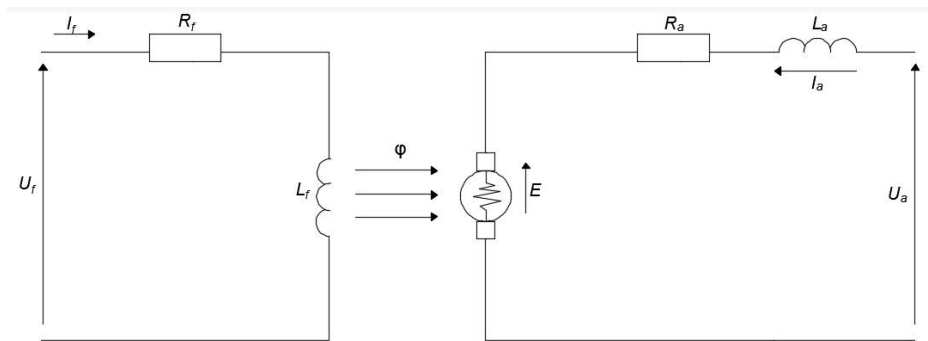 I_f
R_f
R_a
L_a
I_a
φ
U_f
L_f
E
U_a